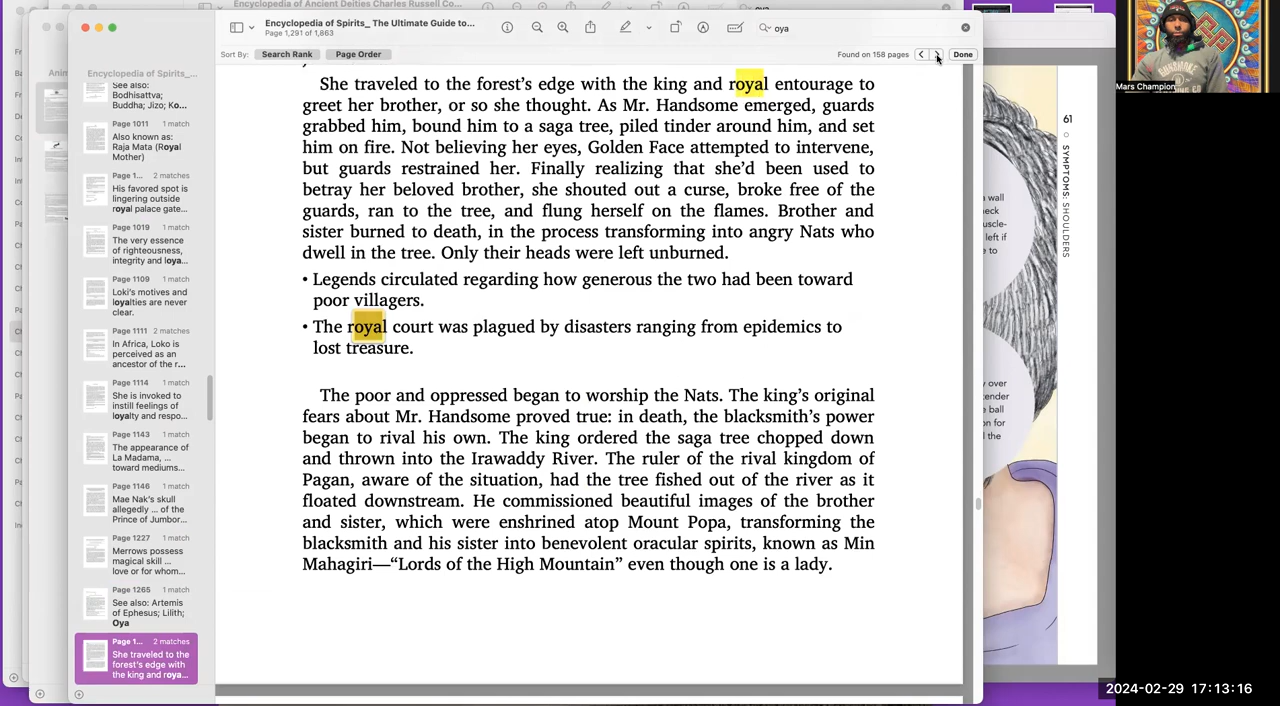 Encyclopedia of Ancient Deities Charles Russell Co...
Encyclopedia of Spirits_ The Ultimate Guide to...
Page 1,291 of 1,863
oya
Sort By:
Search Rank
Page Order
Found on 158 pages
Done
Encyclopedia of Spirits_...
See also:
Bodhisattva;
Buddha; Jizo; Ko...
Page 1011 1 match
Also known as:
Raja Mata (Royal
Mother)
Page 1... 2 matches
His favored spot is
lingering outside
royal palace gate...
Page 1019 1 match
The very essence
of righteousness,
integrity and loya...
Page 1109 1 match
Loki's motives and
loyalties are never
clear.
Page 1111 2 matches
In Africa, Loko is
perceived as an
ancestor of the r...
Page 1114 1 match
She is invoked to
instill feelings of
loyalty and respo...
Page 1143 1 match
The appearance of
La Madama, ...
toward mediums...
Page 1146 1 match
Mae Nak's skull
allegedly ... of the
Prince of Jumbor...
Page 1227 1 match
Merrows possess
magical skill ...
love or for whom...
Page 1265 1 match
See also: Artemis
of Ephesus; Lilith;
Oya
Page 1... 2 matches
She traveled to the
forest's edge with
the king and roya...
She traveled to the forest's edge with the king and royal entourage to
greet her brother, or so she thought. As Mr. Handsome emerged, guards
grabbed him, bound him to a saga tree, piled tinder around him, and set
him on fire. Not believing her eyes, Golden Face attempted to intervene,
but guards restrained her. Finally realizing that she'd been used to
betray her beloved brother, she shouted out a curse, broke free of the
guards, ran to the tree, and flung herself on the flames. Brother and
sister burned to death, in the process transforming into angry Nats who
dwell in the tree. Only their heads were left unburned.
• Legends circulated regarding how generous the two had been toward
poor villagers.
• The royal court was plagued by disasters ranging from epidemics to
lost treasure.
The poor and oppressed began to worship the Nats. The king's original
fears about Mr. Handsome proved true: in death, the blacksmith's power
began to rival his own. The king ordered the saga tree chopped down
and thrown into the Irawaddy River. The ruler of the rival kingdom of
Pagan, aware of the situation, had the tree fished out of the river as it
floated downstream. He commissioned beautiful images of the brother
and sister, which were enshrined atop Mount Popa, transforming the
blacksmith and his sister into benevolent oracular spirits, known as Min
Mahagiri—“Lords of the High Mountain” even though one is a lady.
61
SYMPTOMS: SHOULDERS
Mars Champion
2024-02-29 17:13:16